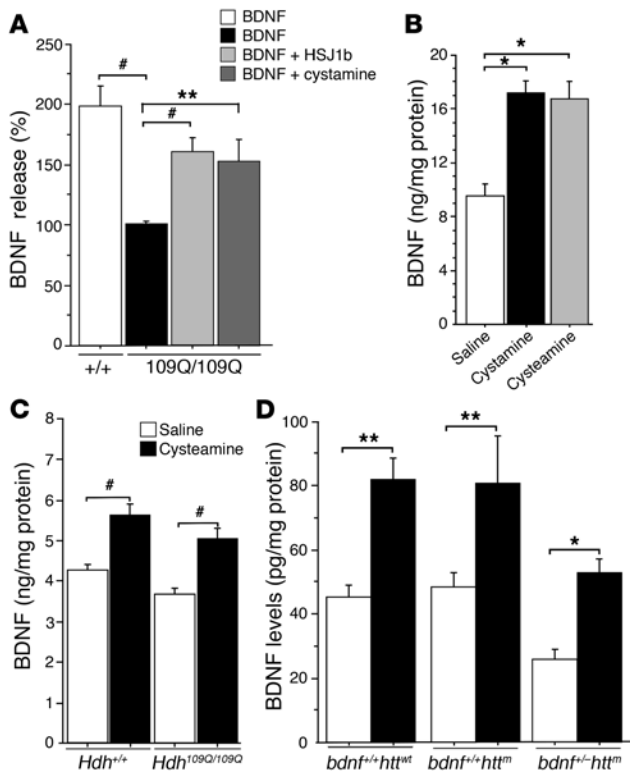 A
BDNF
BDNF
BDNF + HSJ1b
BDNF + cystamine
BDNF release (%)
250
200
150
100
50
0
#
**
#
+/+
109Q/109Q
B
BDNF (ng/mg protein)
20
16
12
8
4
0
*
*
Saline
Cystamine
Cysteamine
C
Saline
Cysteamine
BDNF (ng/mg protein)
8
7
6
5
4
3
2
1
0
#
#
Hdh+/+
Hdh109Q/109Q
D
BDNF levels (pg/mg protein)
100
80
60
40
20
0
**
**
*
bdnf+/+httwt
bdnf+/+httm
bdnf+/−httm